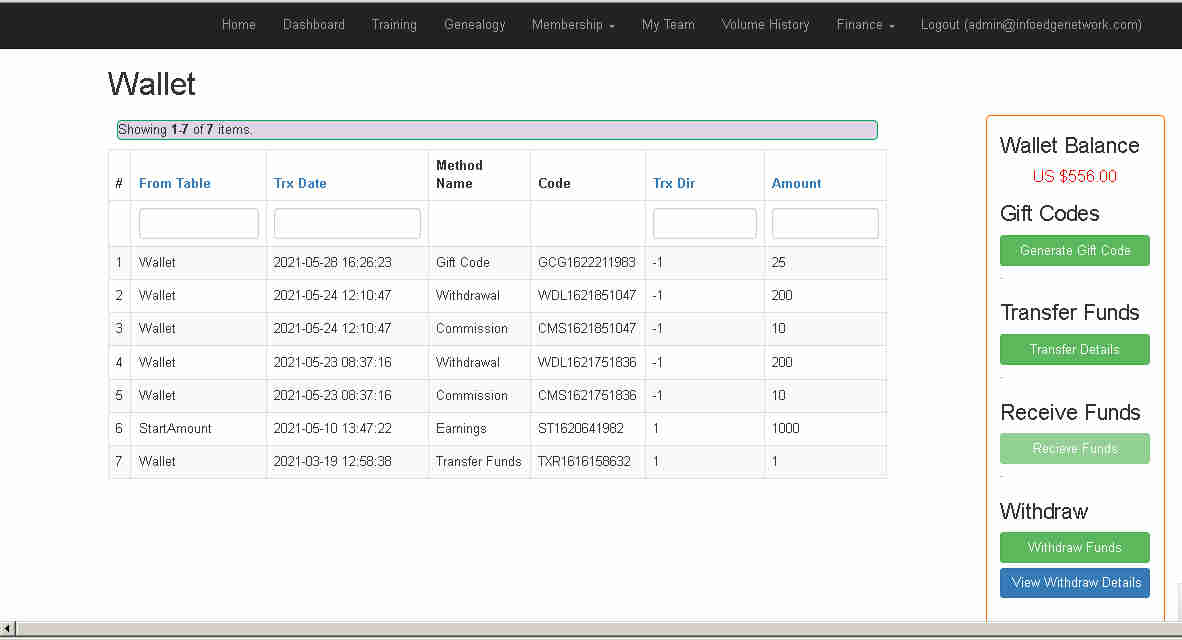 Home Dashboard Training Genealogy Membership My Team Volume History Finance Logout (admin@infoedgenetwork.com)
Wallet
Showing 1-7 of 7 items.
# From Table Trx Date Method Name Code Trx Dir Amount
1 Wallet 2021-05-28 16:26:23 Gift Code GCG1622211983 -1 25
2 Wallet 2021-05-24 12:10:47 Withdrawal WDL1621851047 -1 200
3 Wallet 2021-05-24 12:10:47 Commission CMS1621851047 -1 10
4 Wallet 2021-05-23 08:37:16 Withdrawal WDL1621751836 -1 200
5 Wallet 2021-05-23 08:37:16 Commission CMS1621751836 -1 10
6 StartAmount 2021-05-10 13:47:22 Earnings ST1620641982 1 1000
7 Wallet 2021-03-19 12:58:38 Transfer Funds TXR1616158632 1 1
Wallet Balance
US $556.00
Gift Codes
Generate Gift Code
-
Transfer Funds
Transfer Details
-
Receive Funds
Recieve Funds
-
Withdraw
Withdraw Funds
View Withdraw Details